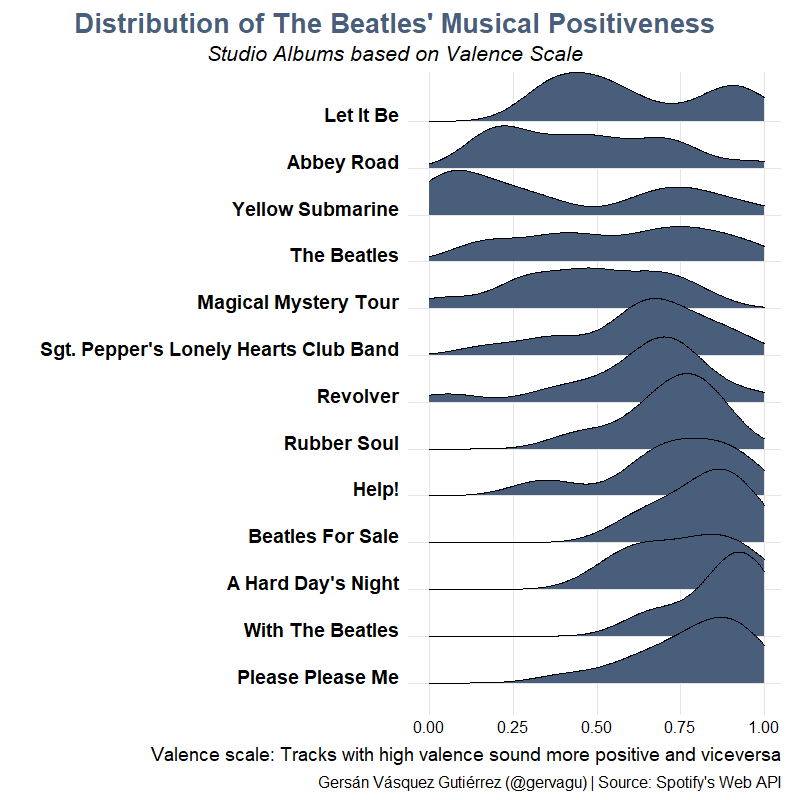 Distribution of The Beatles' Musical Positiveness
Studio Albums based on Valence Scale
Let It Be
Abbey Road
Yellow Submarine
The Beatles
Magical Mystery Tour
Sgt. Pepper's Lonely Hearts Club Band
Revolver
Rubber Soul
Help!
Beatles For Sale
A Hard Day's Night
With The Beatles
Please Please Me
0.00 0.25 0.50 0.75 1.00
Valence scale: Tracks with high valence sound more positive and viceversa
Gersán Vásquez Gutiérrez (@gervagu) | Source: Spotify's Web API